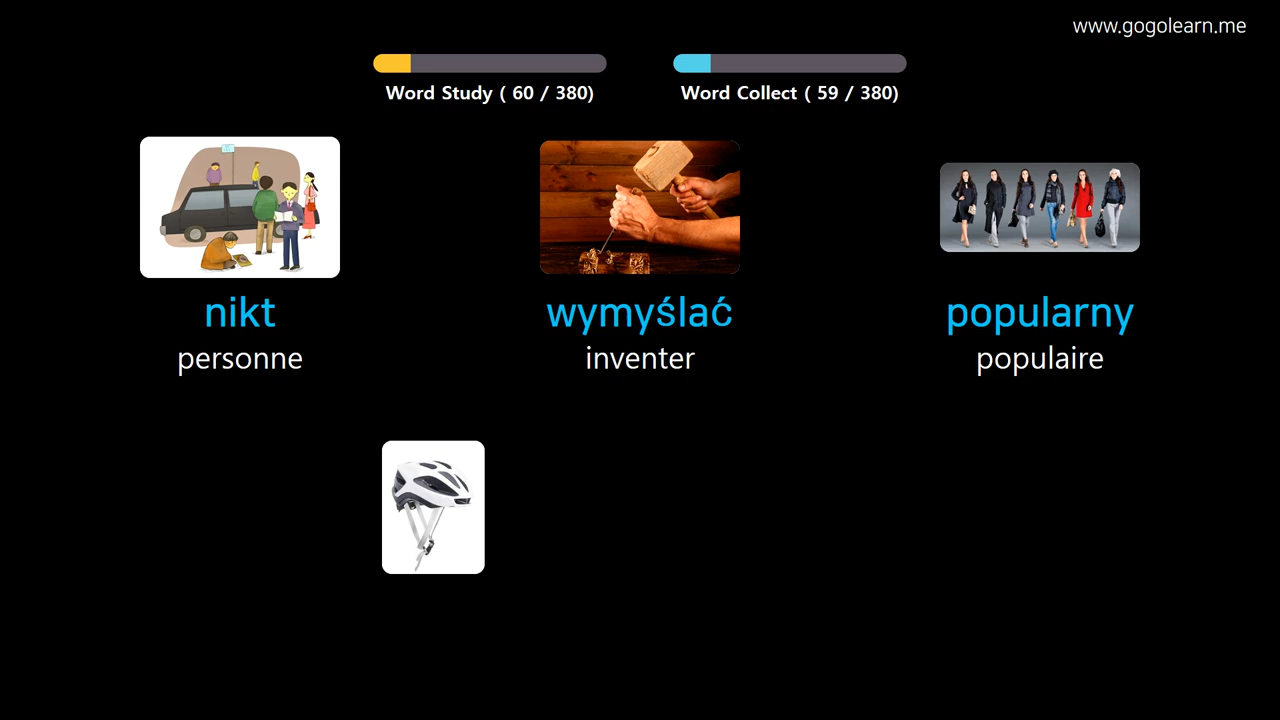 www.gogolearn.me
Word Study ( 60 / 380)
Word Collect ( 59 / 380)
nikt
personne
wymyślać
inventer
popularny
populaire